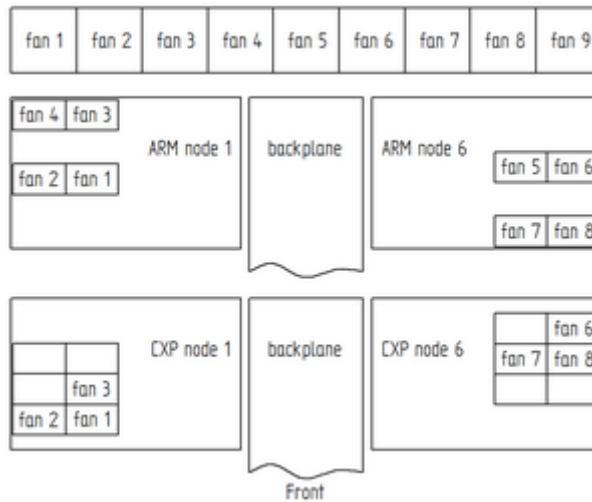 fan 1 fan 2 fan 3 fan 4 fan 5 fan 6 fan 7 fan 8 fan 9
fan 4 fan 3
ARM node 1 backplane ARM node 6
fan 5 fan 6
fan 2 fan 1
fan 7 fan 8
fan 6
CXP node 1 backplane CXP node 6
fan 7 fan 8
fan 3
fan 2 fan 1
Front